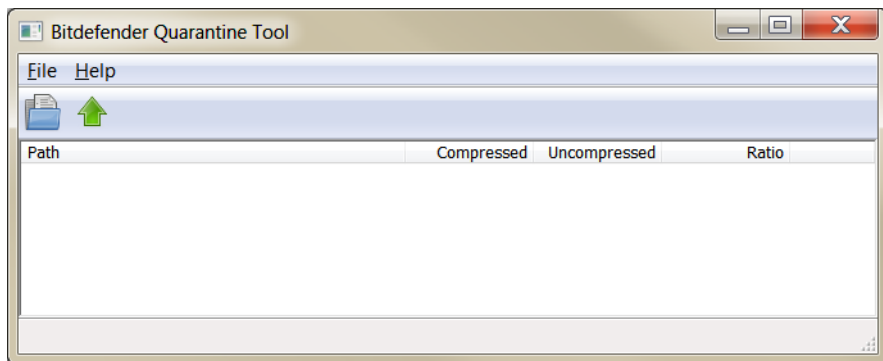 Bitdefender Quarantine Tool
File Help
Path Compressed Uncompressed Ratio